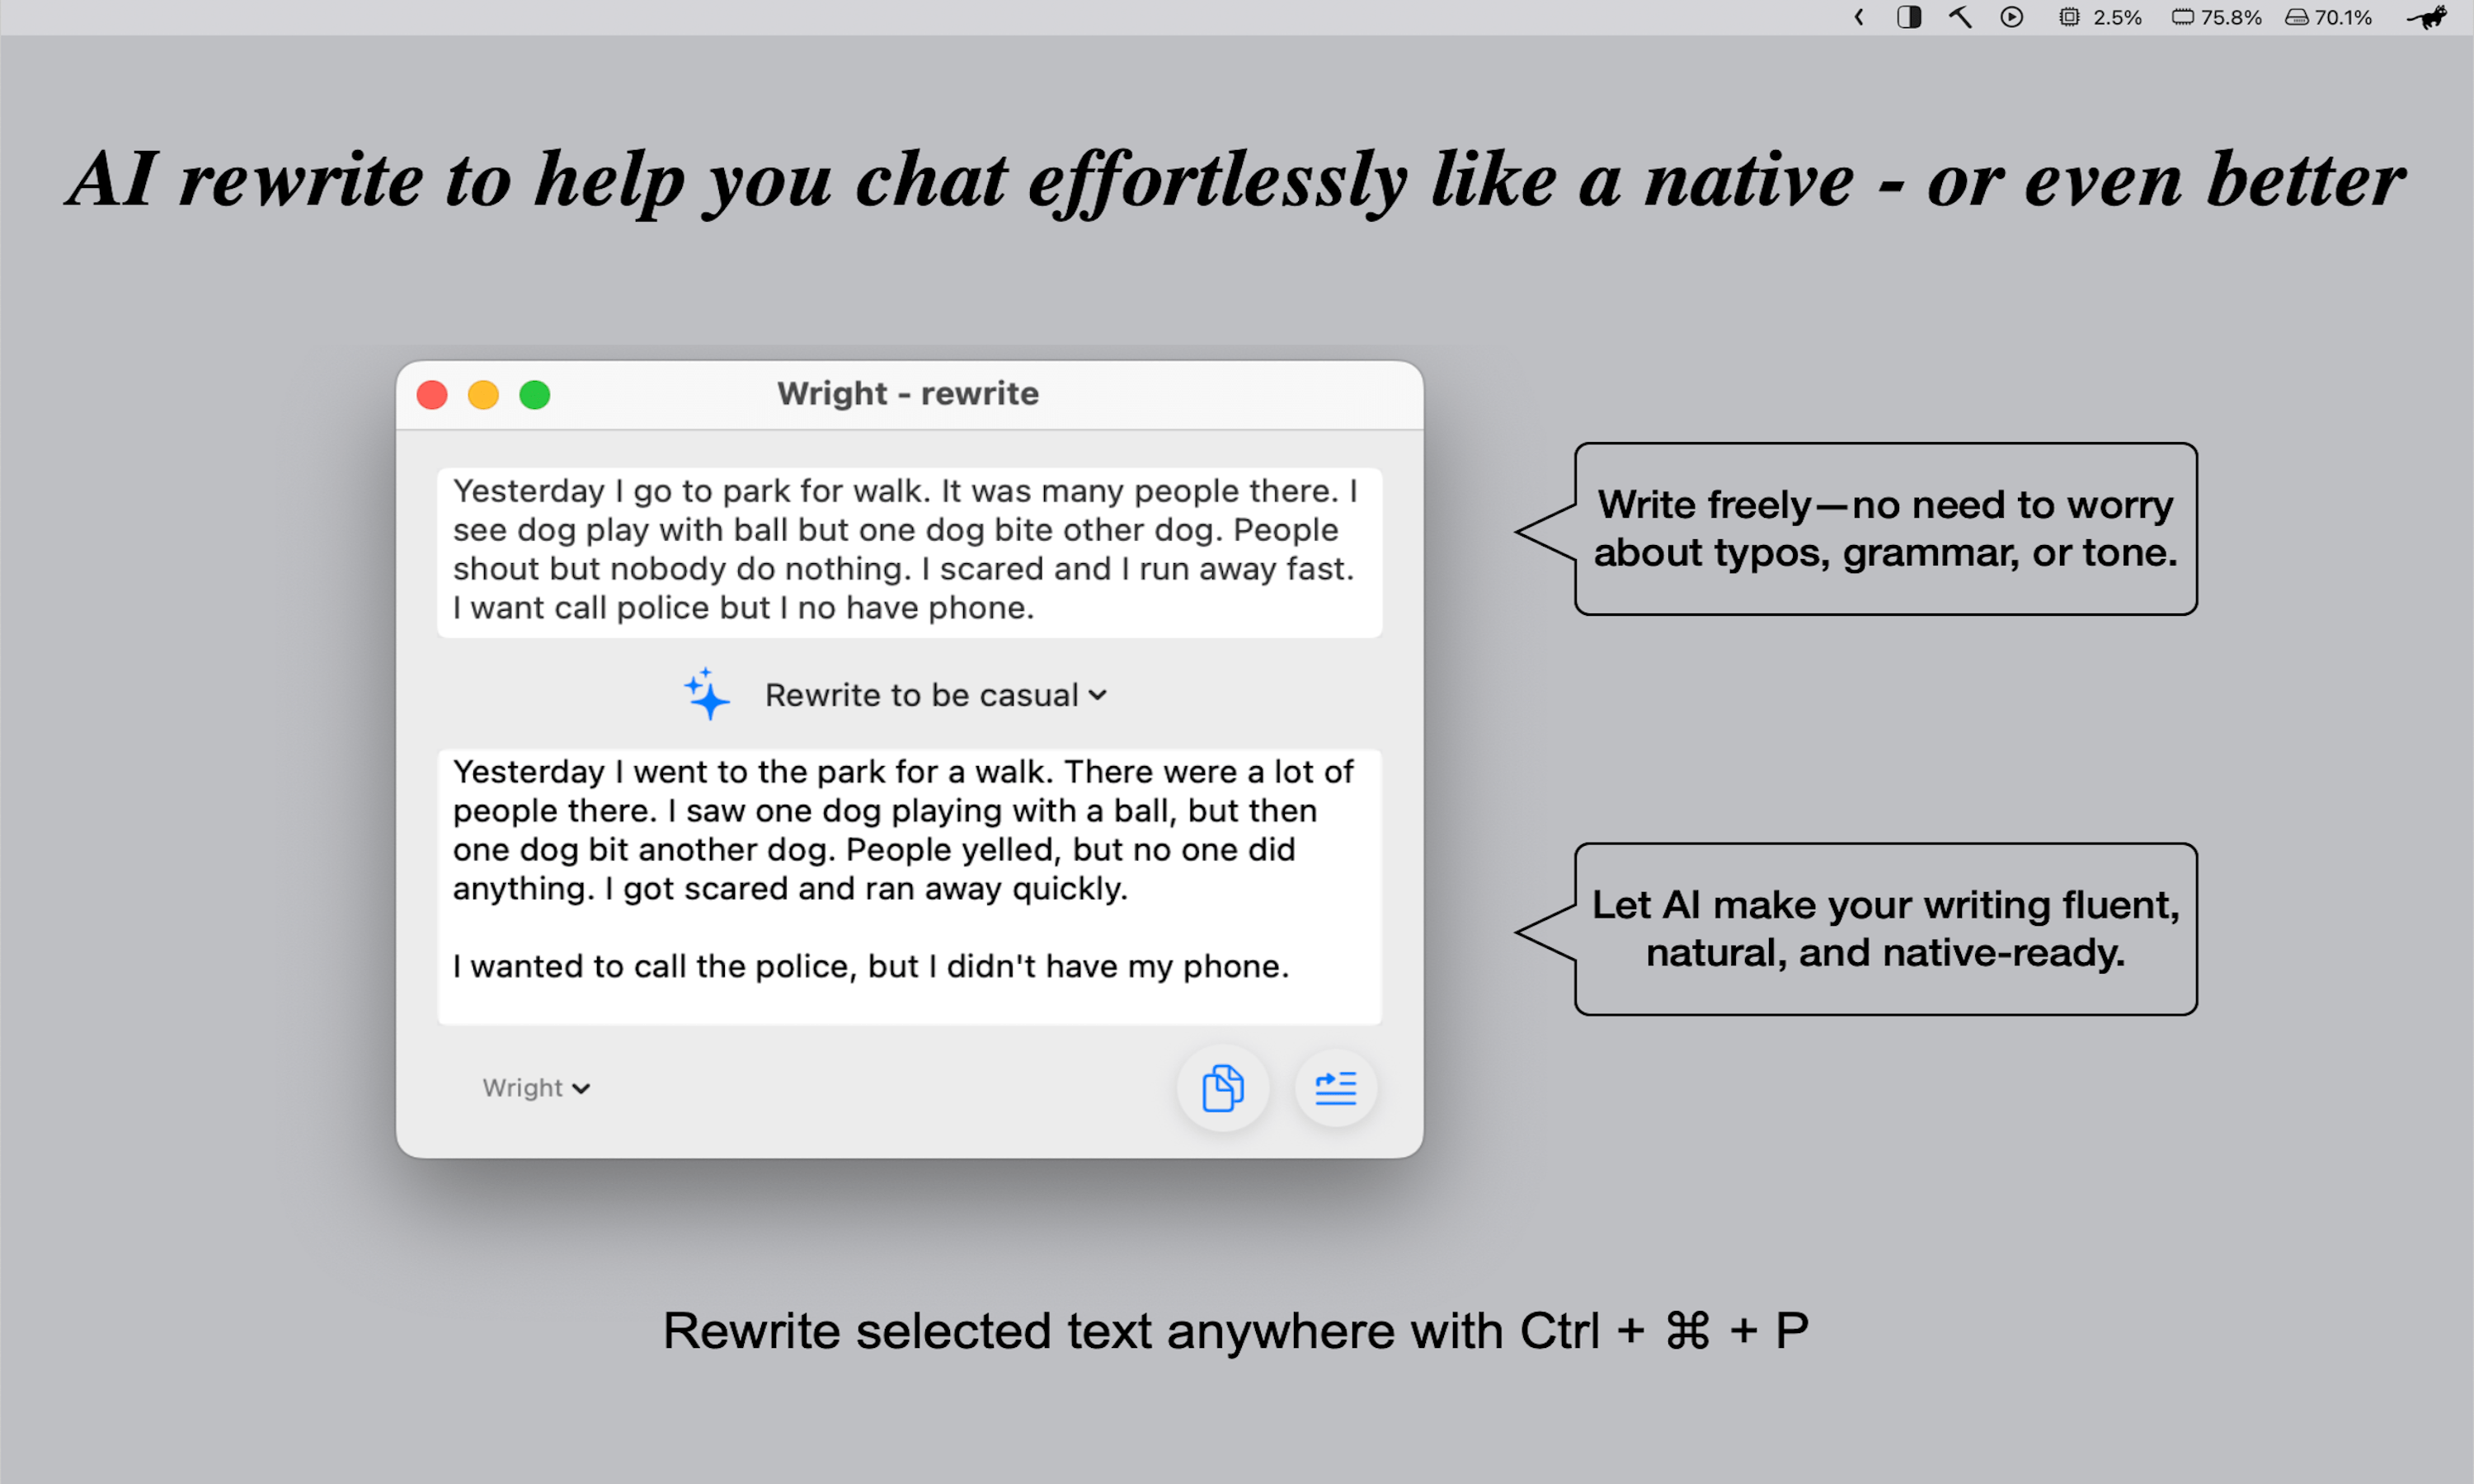 2.5% 75.8% 70.1%
AI rewrite to help you chat effortlessly like a native - or even better
Wright - rewrite
Yesterday I go to park for walk. It was many people there. I
see dog play with ball but one dog bite other dog. People
shout but nobody do nothing. I scared and I run away fast.
I want call police but I no have phone.
Write freely—no need to worry
about typos, grammar, or tone.
Rewrite to be casual
Yesterday I went to the park for a walk. There were a lot of
people there. I saw one dog playing with a ball, but then
one dog bit another dog. People yelled, but no one did
anything. I got scared and ran away quickly.
I wanted to call the police, but I didn't have my phone.
Let AI make your writing fluent,
natural, and native-ready.
Wright
Rewrite selected text anywhere with Ctrl + ⌘ + P